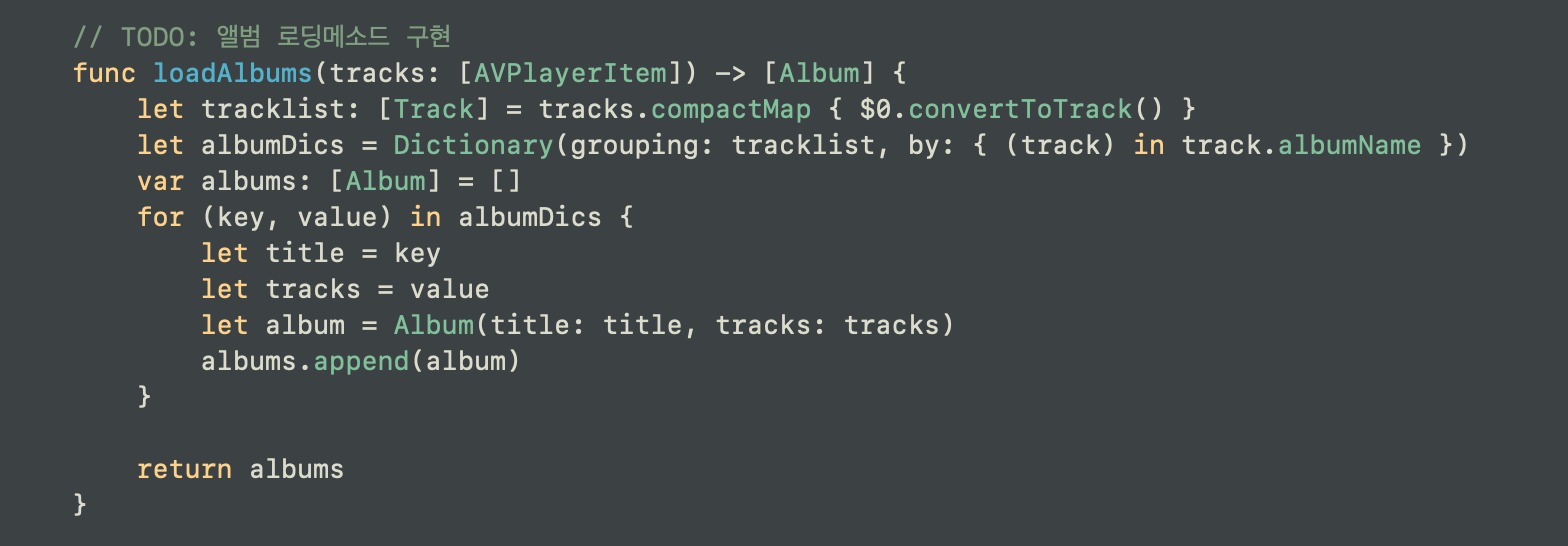 // TODO: 앨범 로딩메소드 구현
func loadAlbums(tracks: [AVPlayerItem]) -> [Album] {
    let tracklist: [Track] = tracks.compactMap { $0.convertToTrack() }
    let albumDics = Dictionary(grouping: tracklist, by: { (track) in track.albumName })
    var albums: [Album] = []
    for (key, value) in albumDics {
        let title = key
        let tracks = value
        let album = Album(title: title, tracks: tracks)
        albums.append(album)
    }

    return albums
}